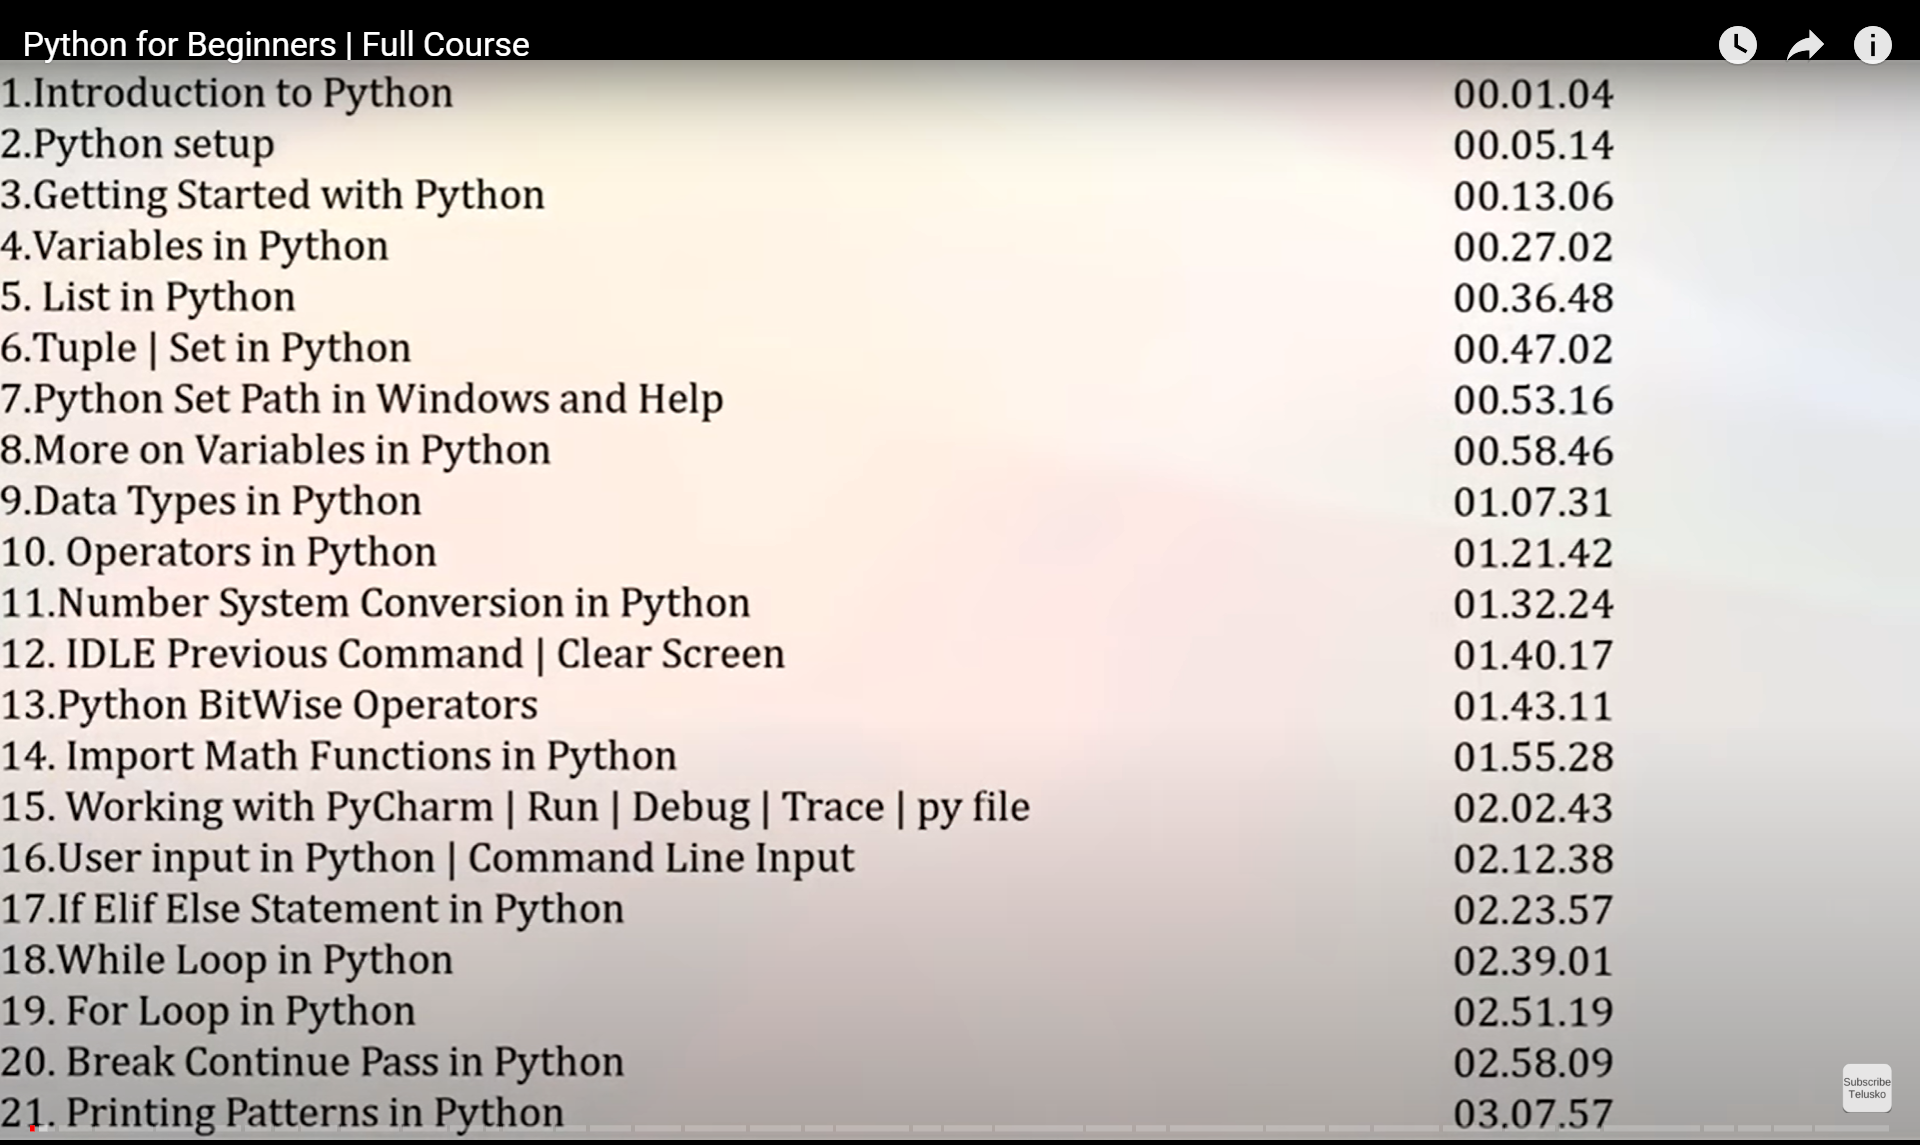 Python for Beginners | Full Course
1.Introduction to Python 00.01.04
2.Python setup 00.05.14
3.Getting Started with Python 00.13.06
4.Variables in Python 00.27.02
5. List in Python 00.36.48
6.Tuple | Set in Python 00.47.02
7.Python Set Path in Windows and Help 00.53.16
8.More on Variables in Python 00.58.46
9.Data Types in Python 01.07.31
10. Operators in Python 01.21.42
11.Number System Conversion in Python 01.32.24
12. IDLE Previous Command | Clear Screen 01.40.17
13.Python BitWise Operators 01.43.11
14. Import Math Functions in Python 01.55.28
15. Working with PyCharm | Run | Debug | Trace | py file 02.02.43
16.User input in Python | Command Line Input 02.12.38
17.If Elif Else Statement in Python 02.23.57
18.While Loop in Python 02.39.01
19. For Loop in Python 02.51.19
20. Break Continue Pass in Python 02.58.09
21. Printing Patterns in Python 03.07.57
Subscribe
Telusko